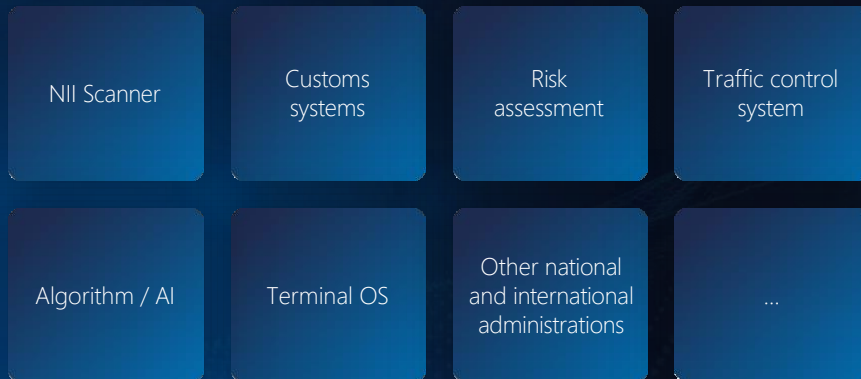 NII Scanner
Customs
systems
Risk
assessment
Traffic control
system
Algorithm / AI
Terminal OS
Other national
and international
administrations
...